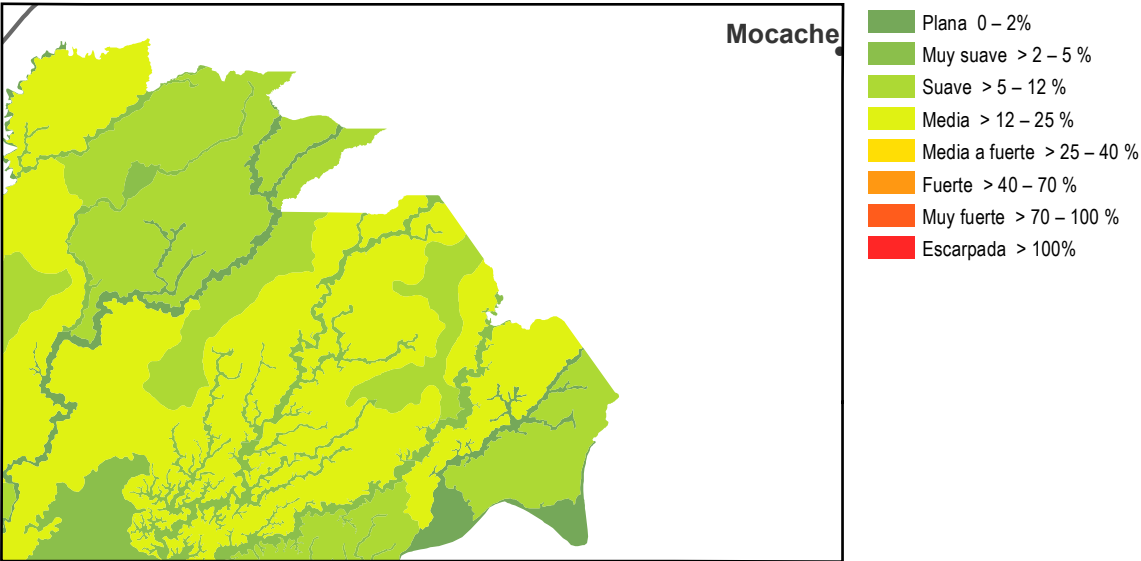 Mocache
Plana 0 – 2%
Muy suave > 2 – 5 %
Suave > 5 – 12 %
Media > 12 – 25 %
Media a fuerte > 25 – 40 %
Fuerte > 40 – 70 %
Muy fuerte > 70 – 100 %
Escarpada > 100%